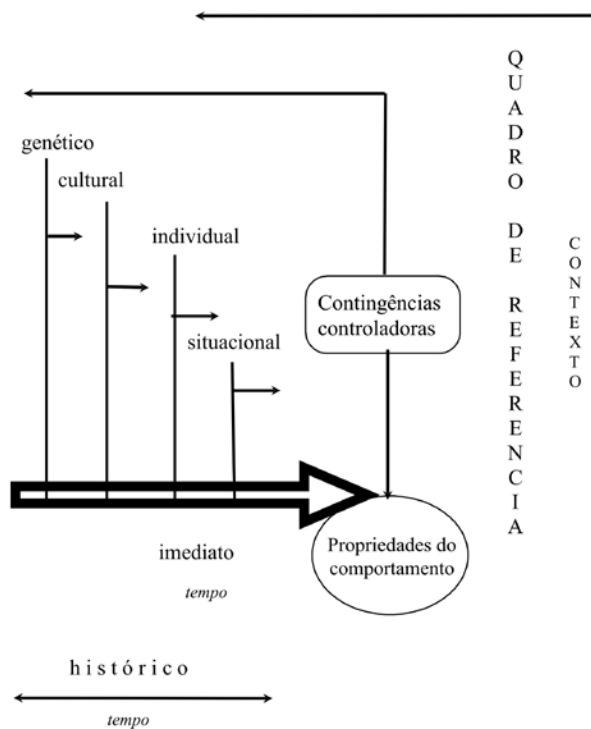 genético
cultural
individual
situacional
Contingências
controladoras
Propriedades do
comportamento
imediato
tempo
histórico
tempo
QUADRO DE REFERENCIA
CONTEXTO